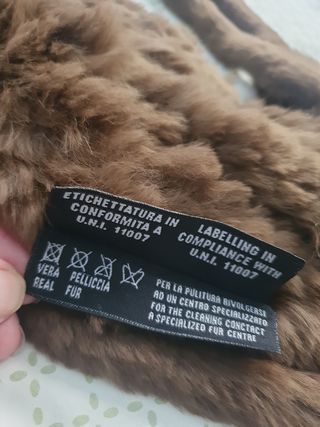 ETICHETTATURA IN
CONFORMITA A
U.N.I. 11007
LABELLING IN
COMPLIANCE WITH
U.N.I. 11007
VERA PELLICCIA
REAL FUR
PER LA PULITURA RIVOLGERSI
AD UN CENTRO SPECIALIZZATO
FOR THE CLEANING CONCTACT
A SPECIALIZED FUR CENTRE